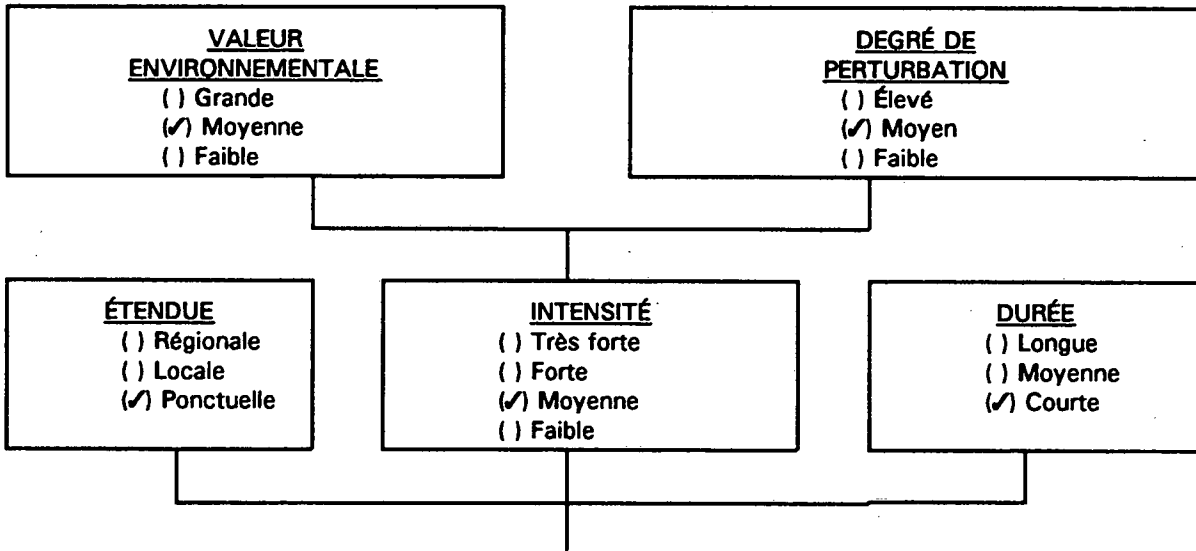 VALEUR
ENVIRONNEMENTALE
( ) Grande
(✓) Moyenne
( ) Faible
DEGRÉ DE
PERTURBATION
( ) Élevé
(✓) Moyen
( ) Faible
ÉTENDUE
( ) Régionale
( ) Locale
(✓) Ponctuelle
INTENSITÉ
( ) Très forte
( ) Forte
(✓) Moyenne
( ) Faible
DURÉE
( ) Longue
( ) Moyenne
(✓) Courte